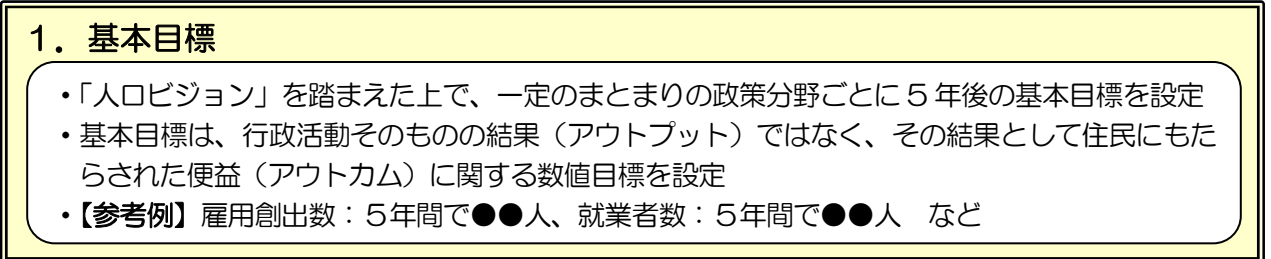 １．基本目標
・「人口ビジョン」を踏まえた上で、一定のまとまりの政策分野ごとに５年後の基本目標を設定
・基本目標は、行政活動そのものの結果（アウトプット）ではなく、その結果として住民にもた
らされた便益（アウトカム）に関する数値目標を設定
・【参考例】雇用創出数：５年間で●●人、就業者数：５年間で●●人　など